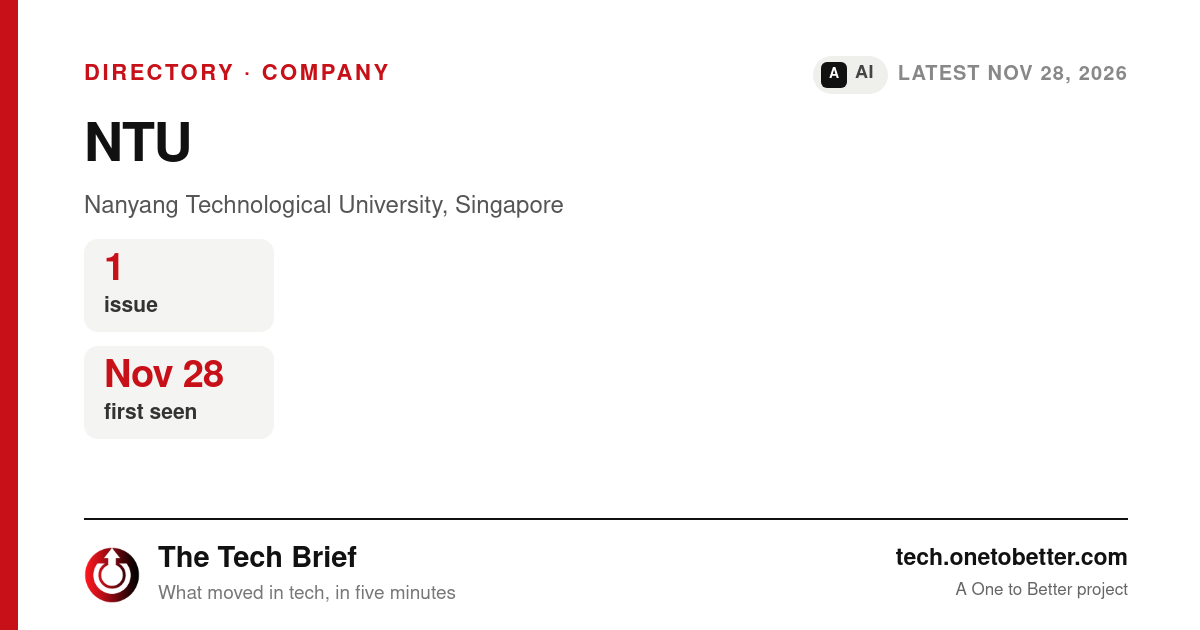 DIRECTORY · COMPANY
A AI LATEST NOV 28, 2026
NTU
Nanyang Technological University, Singapore
1
issue
Nov 28
first seen
The Tech Brief
What moved in tech, in five minutes
tech.onetobetter.com
A One to Better project